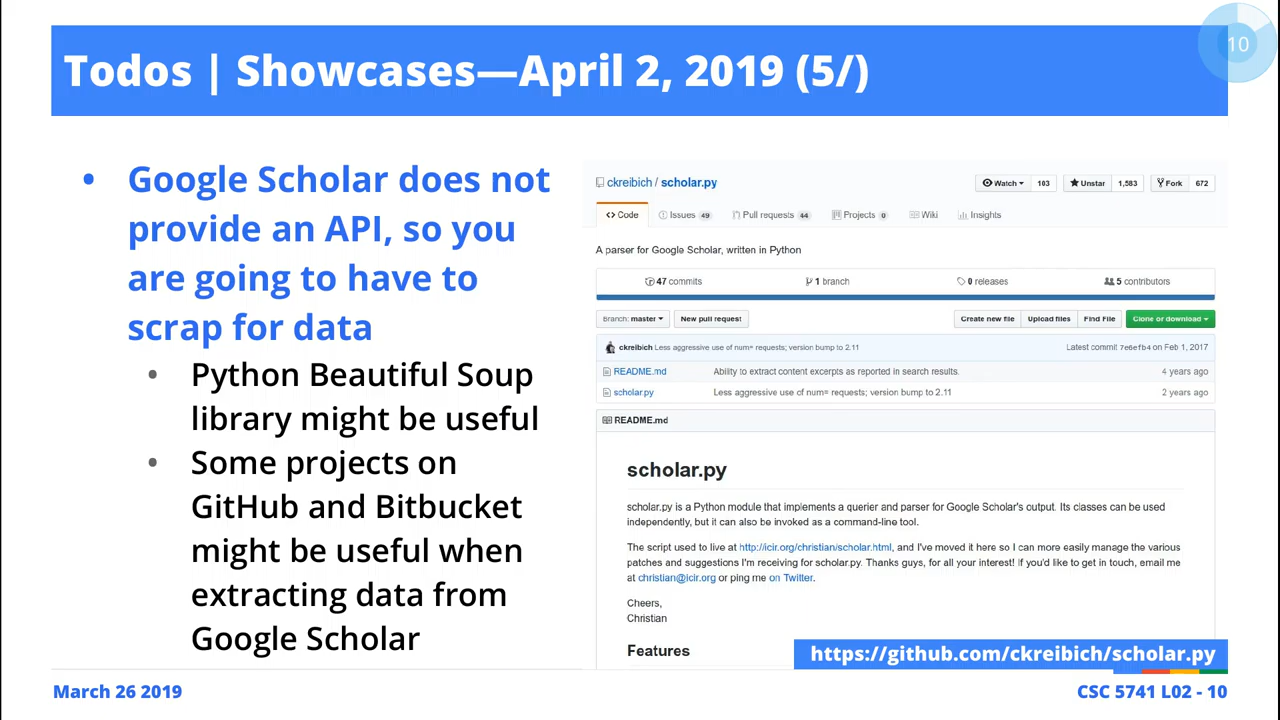 10
Todos | Showcases—April 2, 2019 (5/)
• Google Scholar does not
provide an API, so you
are going to have to
scrap for data
• Python Beautiful Soup
library might be useful
• Some projects on
GitHub and Bitbucket
might be useful when
extracting data from
Google Scholar
ckreibich / scholar.py
Watch 103 Unstar 1,583 Fork 672
Code Issues 49 Pull requests 44 Projects 0 Wiki Insights
A parser for Google Scholar, written in Python
47 commits 1 branch 0 releases 5 contributors
Branch: master New pull request Create new file Upload files Find File Clone or download
ckreibich Less aggressive use of num= requests; version bump to 2.11 Latest commit 7e6efb4 on Feb 1, 2017
README.md Ability to extract content excerpts as reported in search results. 4 years ago
scholar.py Less aggressive use of num= requests; version bump to 2.11 2 years ago
README.md
scholar.py
scholar.py is a Python module that implements a querier and parser for Google Scholar's output. Its classes can be used
independently, but it can also be invoked as a command-line tool.
The script used to live at http://icir.org/christian/scholar.html, and I've moved it here so I can more easily manage the various
patches and suggestions I'm receiving for scholar.py. Thanks guys, for all your interest! If you'd like to get in touch, email me
at christian@icir.org or ping me on Twitter.
Cheers,
Christian
Features
https://github.com/ckreibich/scholar.py
March 26 2019
CSC 5741 L02 - 10